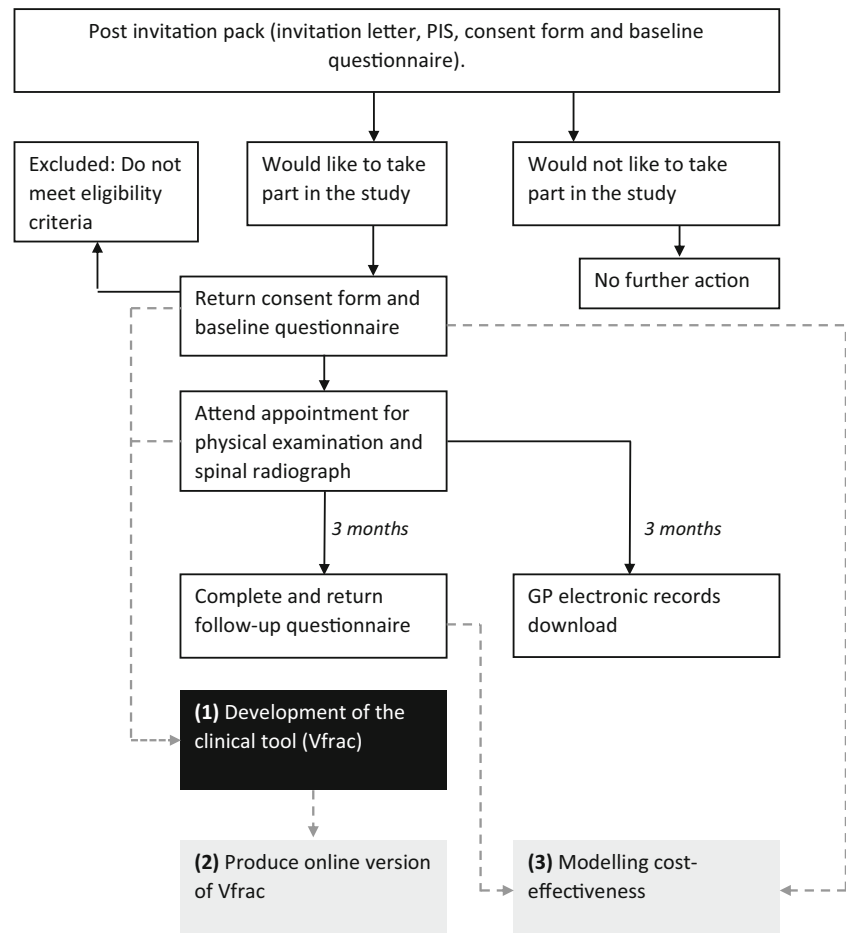 Post invitation pack (invitation letter, PIS, consent form and baseline
questionnaire).
Excluded: Do not
meet eligibility
criteria
Would like to take
part in the study
Would not like to take
part in the study
No further action
Return consent form and
baseline questionnaire
Attend appointment for
physical examination and
spinal radiograph
3 months
3 months
Complete and return
follow-up questionnaire
GP electronic records
download
(1) Development of the
clinical tool (Vfrac)
(2) Produce online version
of Vfrac
(3) Modelling cost-
effectiveness